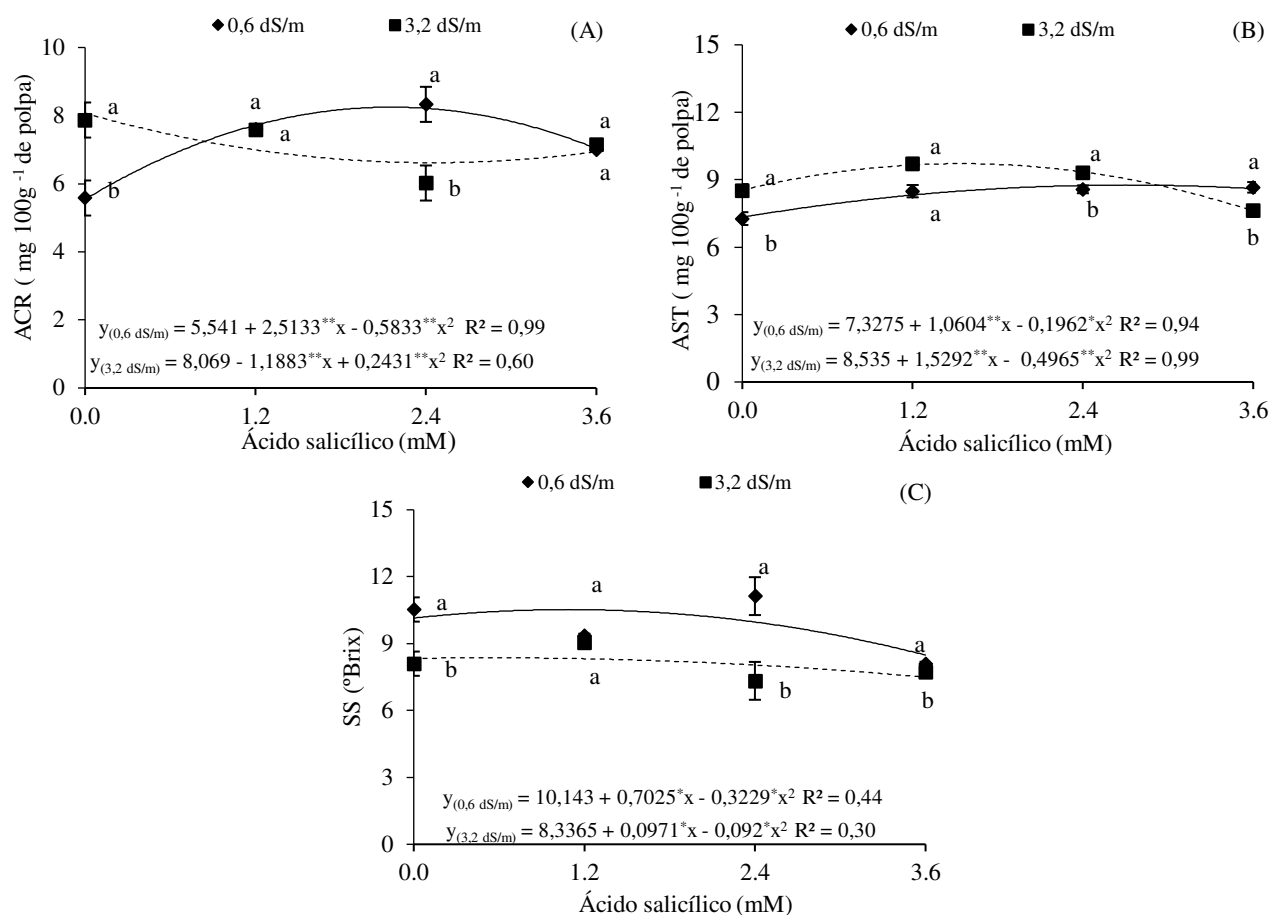 0,6 dS/m 3,2 dS/m (A)
10
a
a
a
a
8
a
6
b
b
a
4
2
0
ACR ( mg 100g⁻¹ de polpa)
y(0,6 dS/m) = 5,541 + 2,5133**x - 0,5833**x² R² = 0,99
y(3,2 dS/m) = 8,069 - 1,1883**x + 0,2431**x² R² = 0,60
0.0 1.2 2.4 3.6
Ácido salicílico (mM)
0,6 dS/m 3,2 dS/m (B)
15
12
a
a
a
9
a
b
a
b
b
6
3
0
AST ( mg 100g⁻¹ de polpa)
y(0,6 dS/m) = 7,3275 + 1,0604**x - 0,1962*x² R² = 0,94
y(3,2 dS/m) = 8,535 + 1,5292**x - 0,4965**x² R² = 0,99
0.0 1.2 2.4 3.6
Ácido salicílico (mM)
0,6 dS/m 3,2 dS/m (C)
15
12
a
a
a
9
a
b
a
b
b
6
3
0
SS (ºBrix)
y(0,6 dS/m) = 10,143 + 0,7025*x - 0,3229*x² R² = 0,44
y(3,2 dS/m) = 8,3365 + 0,0971*x - 0,092*x² R² = 0,30
0.0 1.2 2.4 3.6
Ácido salicílico (mM)